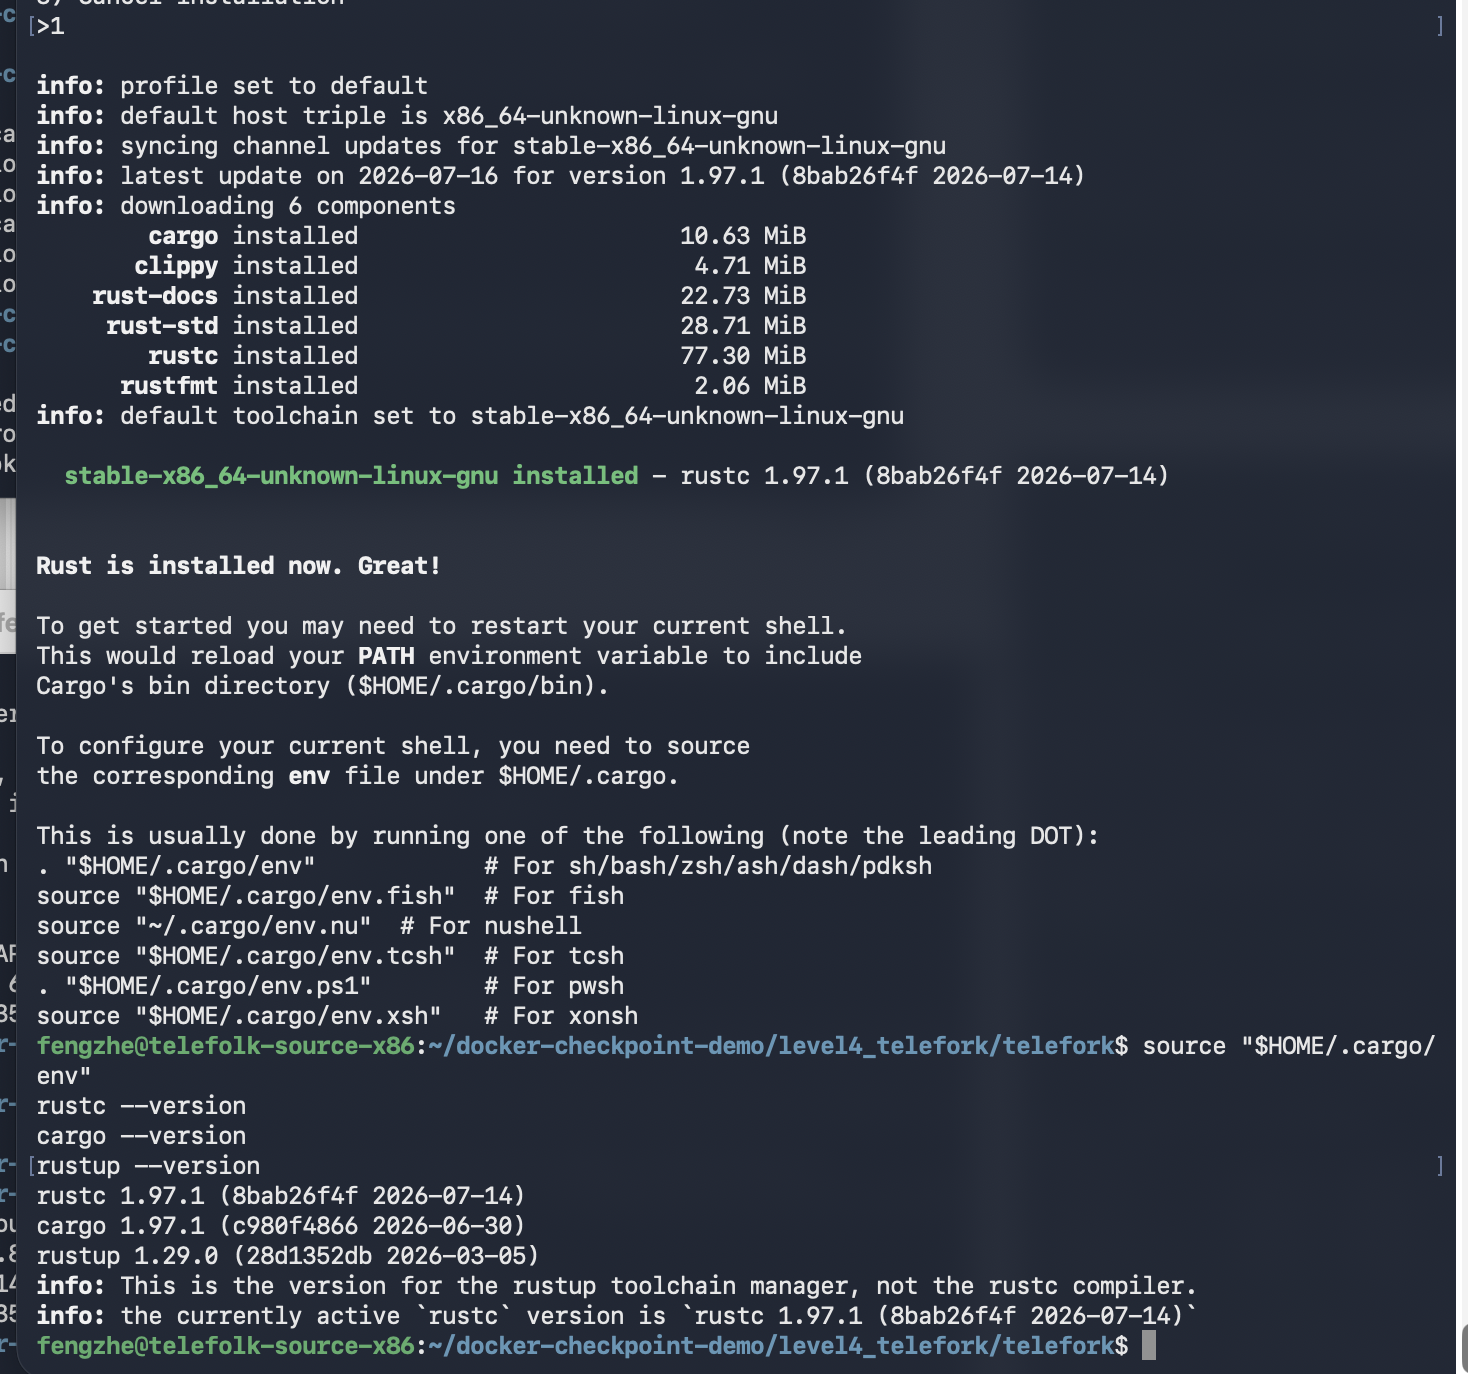 [>1 ]
info: profile set to default
info: default host triple is x86_64-unknown-linux-gnu
info: syncing channel updates for stable-x86_64-unknown-linux-gnu
info: latest update on 2026-07-16 for version 1.97.1 (8bab26f4f 2026-07-14)
info: downloading 6 components
cargo installed 10.63 MiB
clippy installed 4.71 MiB
rust-docs installed 22.73 MiB
rust-std installed 28.71 MiB
rustc installed 77.30 MiB
rustfmt installed 2.06 MiB
info: default toolchain set to stable-x86_64-unknown-linux-gnu
stable-x86_64-unknown-linux-gnu installed - rustc 1.97.1 (8bab26f4f 2026-07-14)
Rust is installed now. Great!
To get started you may need to restart your current shell.
This would reload your PATH environment variable to include
Cargo's bin directory ($HOME/.cargo/bin).
To configure your current shell, you need to source
the corresponding env file under $HOME/.cargo.
This is usually done by running one of the following (note the leading DOT):
. "$HOME/.cargo/env" # For sh/bash/zsh/ash/dash/pdksh
source "$HOME/.cargo/env.fish" # For fish
source "~/.cargo/env.nu" # For nushell
source "$HOME/.cargo/env.tcsh" # For tcsh
. "$HOME/.cargo/env.ps1" # For pwsh
source "$HOME/.cargo/env.xsh" # For xonsh
fengzhe@telefolk-source-x86:~/docker-checkpoint-demo/level4_telefork/telefork$ source "$HOME/.cargo/
env"
rustc --version
cargo --version
[rustup --version ]
rustc 1.97.1 (8bab26f4f 2026-07-14)
cargo 1.97.1 (c980f4866 2026-06-30)
rustup 1.29.0 (28d1352db 2026-03-05)
info: This is the version for the rustup toolchain manager, not the rustc compiler.
info: the currently active `rustc` version is `rustc 1.97.1 (8bab26f4f 2026-07-14)`
fengzhe@telefolk-source-x86:~/docker-checkpoint-demo/level4_telefork/telefork$